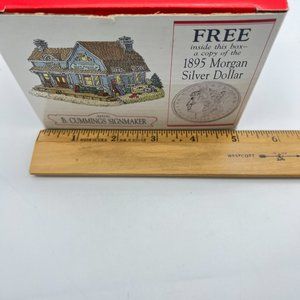 FREE
inside this box—
a copy of the
1895 Morgan
Silver Dollar
B. CUMMINGS SIGNMAKER
1 2 3 4 5 6
WESTCOTT